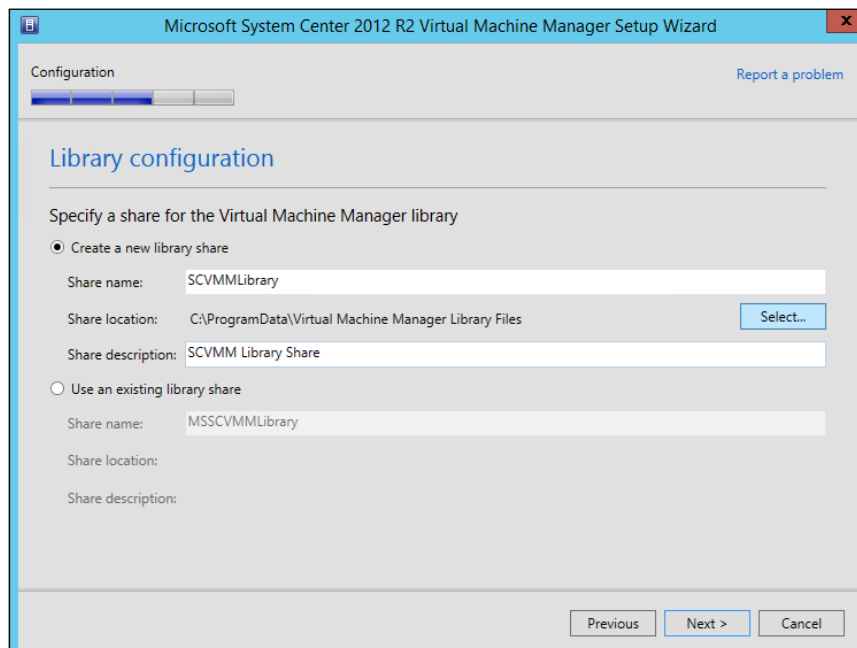 Microsoft System Center 2012 R2 Virtual Machine Manager Setup Wizard
x
Configuration
Report a problem
Library configuration
Specify a share for the Virtual Machine Manager library
Create a new library share
Share name: SCVMMLibrary
Share location: C:\ProgramData\Virtual Machine Manager Library Files Select...
Share description: SCVMM Library Share
Use an existing library share
Share name: MSSCVMMLibrary
Share location:
Share description:
Previous Next > Cancel